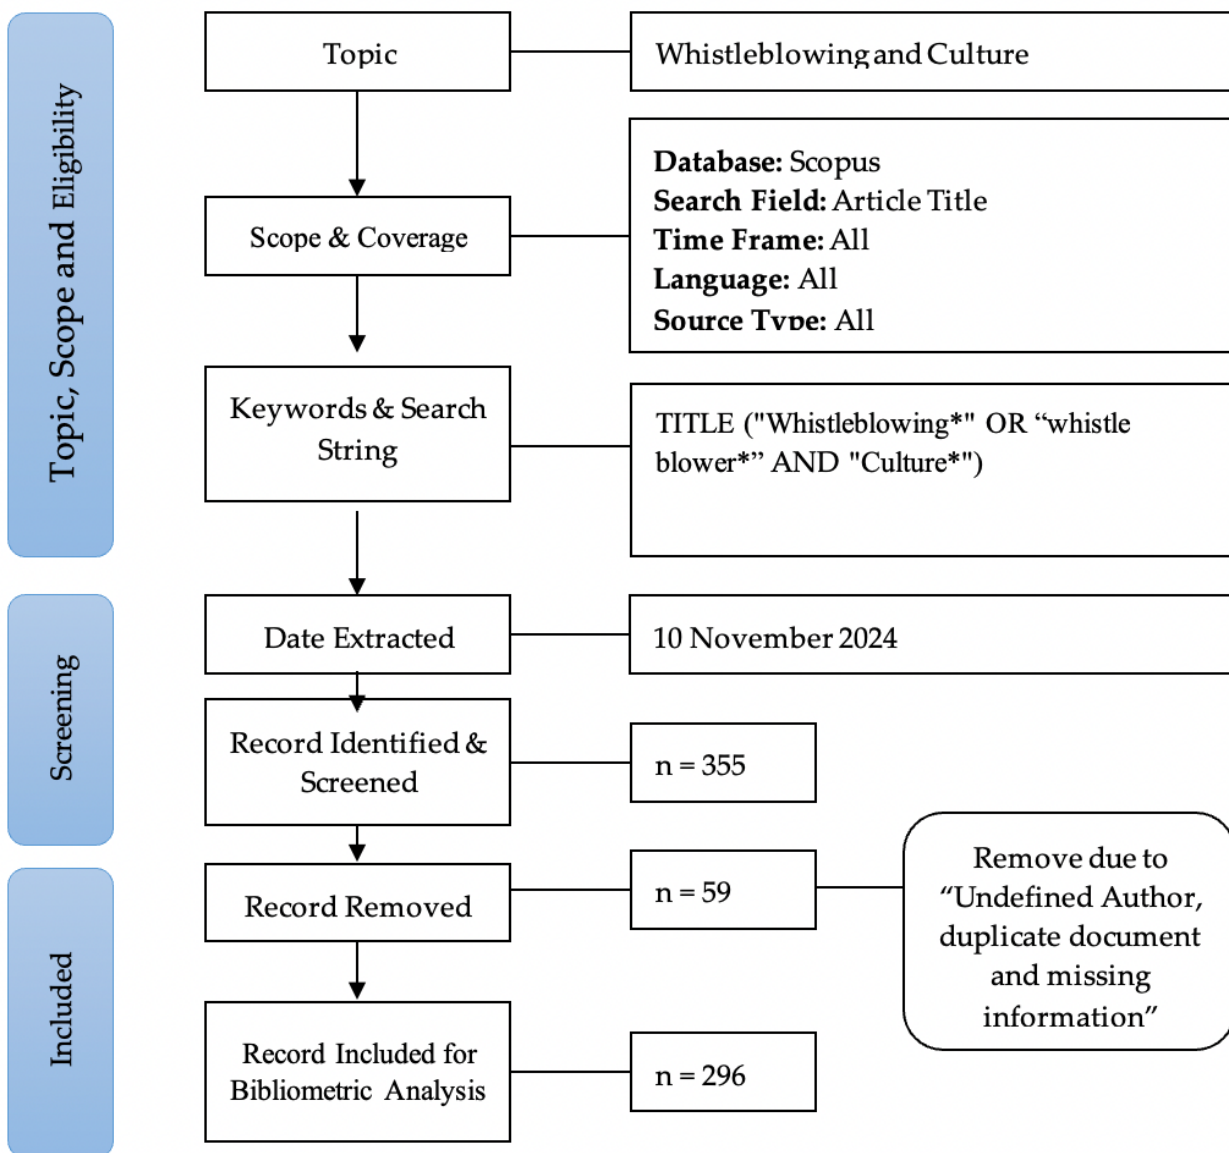 Topic, Scope and Eligibility
Topic
Whistleblowing and Culture
Scope & Coverage
Database: Scopus
Search Field: Article Title
Time Frame: All
Language: All
Source Type: All
Keywords & Search
String
TITLE ("Whistleblowing*" OR “whistle
blower*” AND "Culture*")
Screening
Date Extracted
10 November 2024
Record Identified &
Screened
n = 355
Included
Record Removed
n = 59
Remove due to
“Undefined Author,
duplicate document
and missing
information”
Record Included for
Bibliometric Analysis
n = 296